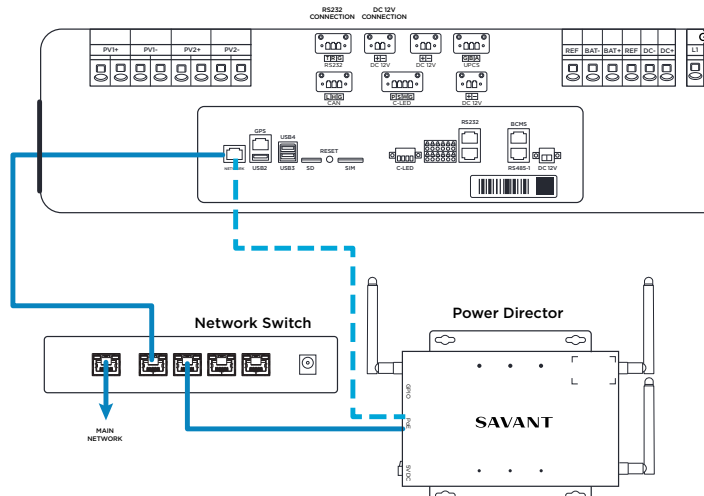 RS232 CONNECTION
DC 12V CONNECTION
PV1+ PV1- PV2+ PV2-
T R G
RS232
+ -
DC 12V
+ -
DC 12V
G B A
UPCS
REF BAT- BAT+ REF DC- DC+
L1
L H G
CAN
P S H G
C-LED
+ -
DC 12V
GPS
USB4
RS232
BCMS
RESET
NETWORK
USB2
USB3
SD
SIM
C-LED
RS485-1
DC 12V
Network Switch
Power Director
MAIN
NETWORK
GPIO
PoE
5VDC
SAVANT